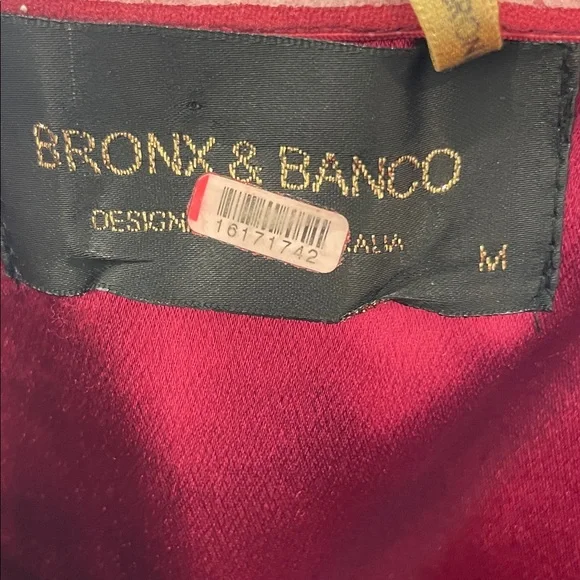 BRONX & BANCO
DESIGN ALIA M
16171742